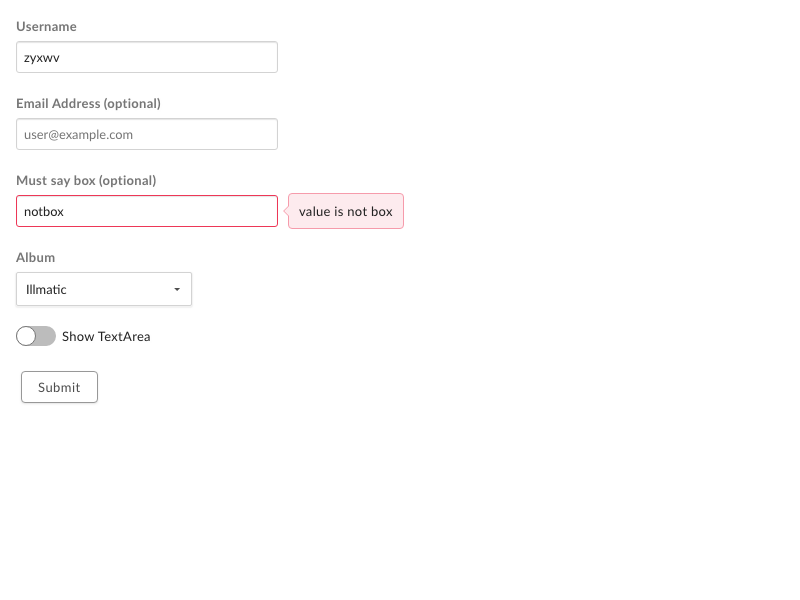 Username
zyxwv
Email Address (optional)
user@example.com
Must say box (optional)
notbox
value is not box
Album
Illmatic
Show TextArea
Submit